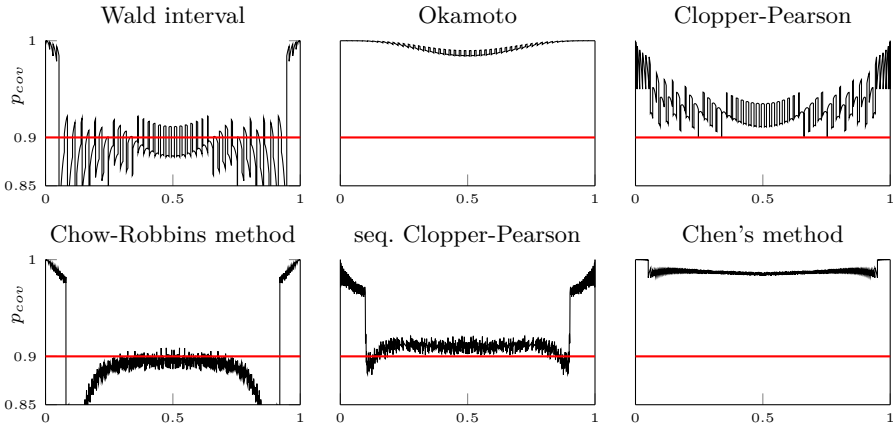 Wald interval
Okamoto
Clopper-Pearson
1
0.9
0.85
p_cov
0 0.5 1
0 0.5 1
0 0.5 1
Chow-Robbins method
seq. Clopper-Pearson
Chen's method
1
0.9
0.85
p_cov
0 0.5 1
0 0.5 1
0 0.5 1